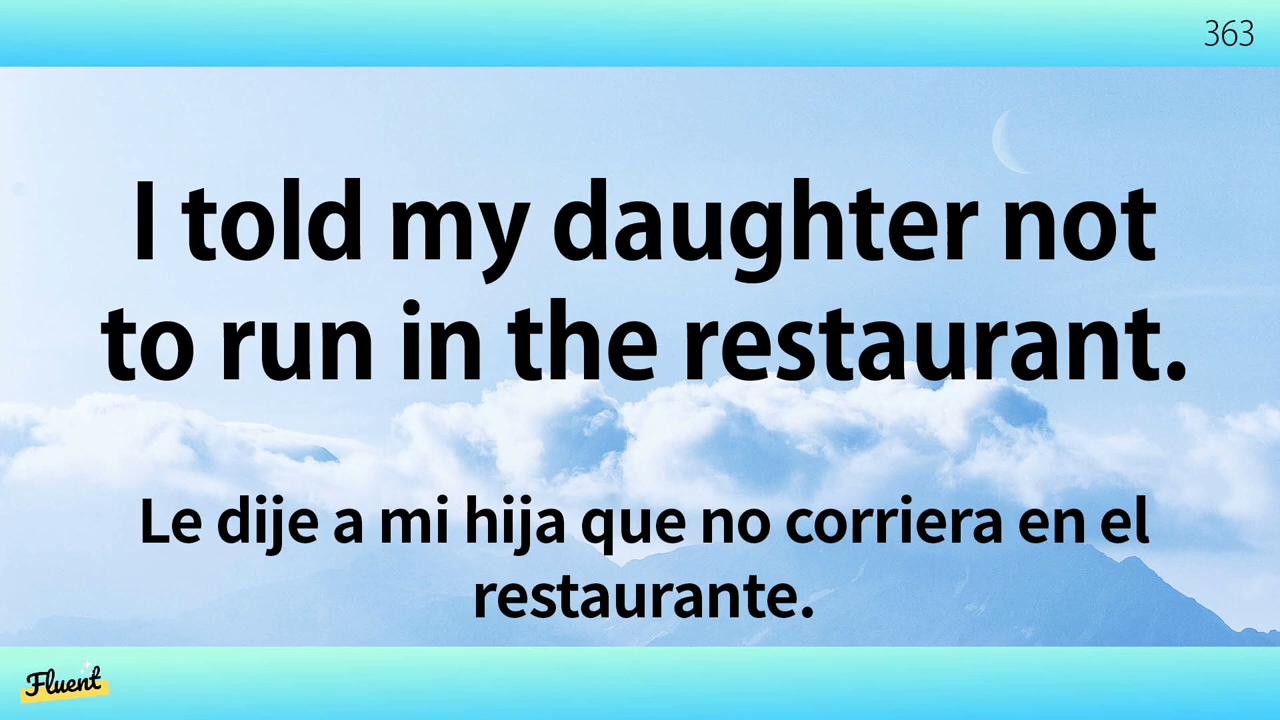 363
I told my daughter not
to run in the restaurant.
Le dije a mi hija que no corriera en el
restaurante.
Fluent